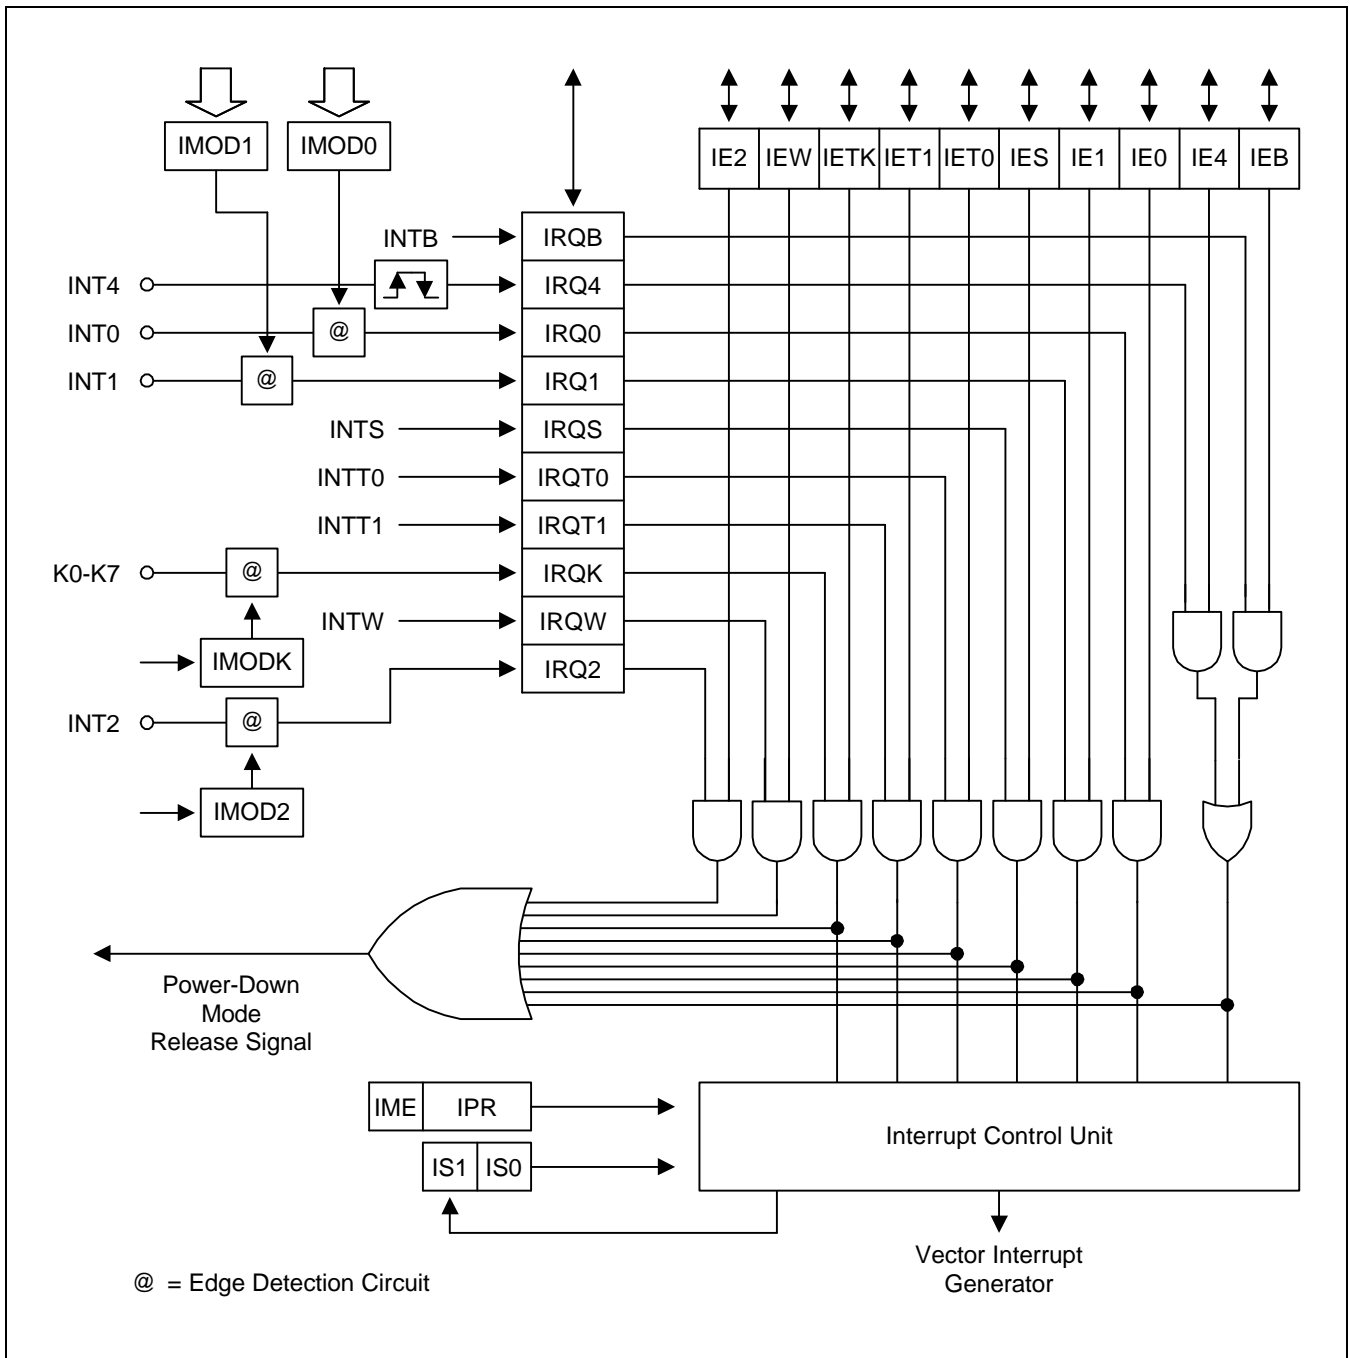 IMOD1 IMOD0
IE2 IEW IETK IET1 IET0 IES IE1 IE0 IE4 IEB
INTB IRQB
INT4 IRQ4
INT0 @ IRQ0
INT1 @ IRQ1
INTS IRQS
INTT0 IRQT0
INTT1 IRQT1
K0-K7 @ IRQK
INTW IRQW
IMODK IRQ2
INT2 @
IMOD2
Power-Down
Mode
Release Signal
IME IPR
Interrupt Control Unit
IS1 IS0
Vector Interrupt
Generator
@ = Edge Detection Circuit